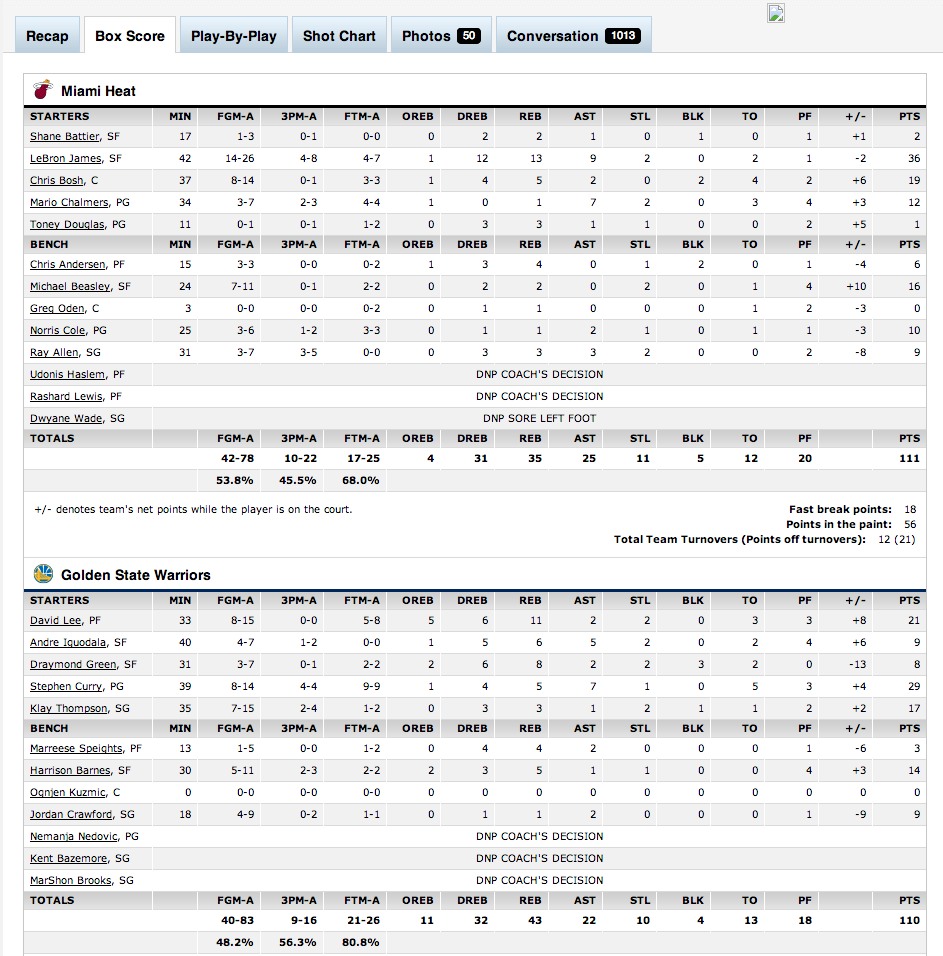 Recap Box Score Play-By-Play Shot Chart Photos 50 Conversation 1013
Miami Heat
STARTERS MIN FGM-A 3PM-A FTM-A OREB DREB REB AST STL BLK TO PF +/- PTS
Shane Battier, SF 17 1-3 0-1 0-0 0 2 2 1 0 1 0 1 +1 2
LeBron James, SF 42 14-26 4-8 4-7 1 12 13 9 2 0 2 1 -2 36
Chris Bosh, C 37 8-14 0-1 3-3 1 4 5 2 0 2 4 2 +6 19
Mario Chalmers, PG 34 3-7 2-3 4-4 1 0 1 7 2 0 3 4 +3 12
Toney Douglas, PG 11 0-1 0-1 1-2 0 3 3 1 1 0 0 2 +5 1
BENCH MIN FGM-A 3PM-A FTM-A OREB DREB REB AST STL BLK TO PF +/- PTS
Chris Andersen, PF 15 3-3 0-0 0-2 1 3 4 0 1 2 0 1 -4 6
Michael Beasley, SF 24 7-11 0-1 2-2 0 2 2 0 2 0 1 4 +10 16
Greg Oden, C 3 0-0 0-0 0-2 0 1 1 0 0 0 1 2 -3 0
Norris Cole, PG 25 3-6 1-2 3-3 0 1 1 2 1 0 1 1 -3 10
Ray Allen, SG 31 3-7 3-5 0-0 0 3 3 3 2 0 0 2 -8 9
Udonis Haslem, PF DNP COACH'S DECISION
Rashard Lewis, PF DNP COACH'S DECISION
Dwyane Wade, SG DNP SORE LEFT FOOT
TOTALS FGM-A 3PM-A FTM-A OREB DREB REB AST STL BLK TO PF PTS
42-78 10-22 17-25 4 31 35 25 11 5 12 20 111
53.8% 45.5% 68.0%
+/- denotes team's net points while the player is on the court. Fast break points: 18
Points in the paint: 56
Total Team Turnovers (Points off turnovers): 12 (21)
Golden State Warriors
STARTERS MIN FGM-A 3PM-A FTM-A OREB DREB REB AST STL BLK TO PF +/- PTS
David Lee, PF 33 8-15 0-0 5-8 5 6 11 2 2 0 3 3 +8 21
Andre Iguodala, SF 40 4-7 1-2 0-0 1 5 6 5 2 0 2 4 +6 9
Draymond Green, SF 31 3-7 0-1 2-2 2 6 8 2 2 3 2 0 -13 8
Stephen Curry, PG 39 8-14 4-4 9-9 1 4 5 7 1 0 5 3 +4 29
Klay Thompson, SG 35 7-15 2-4 1-2 0 3 3 1 2 1 1 2 +2 17
BENCH MIN FGM-A 3PM-A FTM-A OREB DREB REB AST STL BLK TO PF +/- PTS
Marreese Speights, PF 13 1-5 0-0 1-2 0 4 4 2 0 0 0 1 -6 3
Harrison Barnes, SF 30 5-11 2-3 2-2 2 3 5 1 1 0 0 4 +3 14
Ognjen Kuzmic, C 0 0-0 0-0 0-0 0 0 0 0 0 0 0 0 0 0
Jordan Crawford, SG 18 4-9 0-2 1-1 0 1 1 2 0 0 0 1 -9 9
Nemanja Nedovic, PG DNP COACH'S DECISION
Kent Bazemore, SG DNP COACH'S DECISION
MarShon Brooks, SG DNP COACH'S DECISION
TOTALS FGM-A 3PM-A FTM-A OREB DREB REB AST STL BLK TO PF PTS
40-83 9-16 21-26 11 32 43 22 10 4 13 18 110
48.2% 56.3% 80.8%